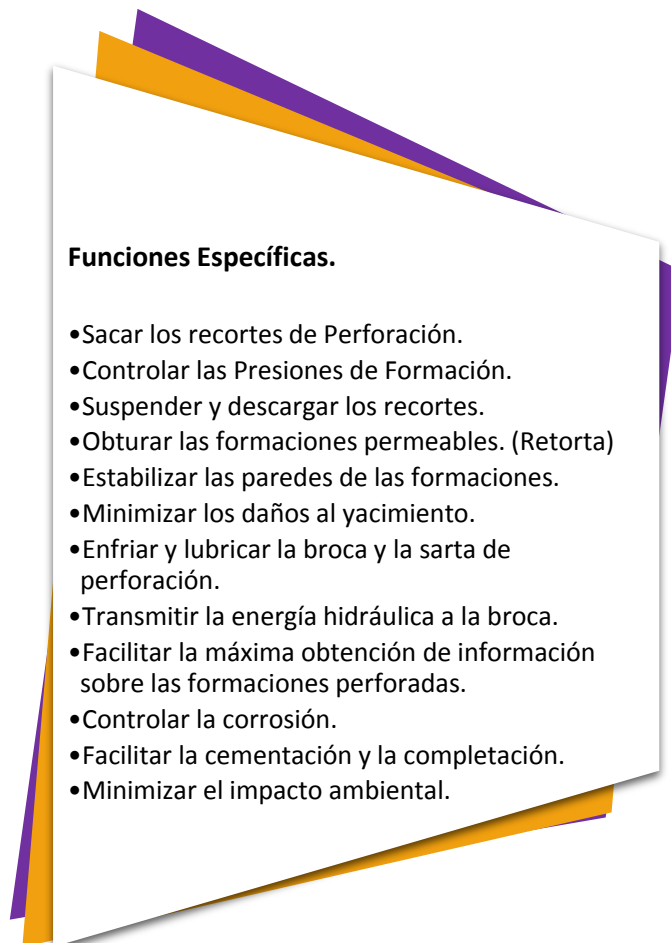 Funciones Específicas.
•Sacar los recortes de Perforación.
•Controlar las Presiones de Formación.
•Suspender y descargar los recortes.
•Obturar las formaciones permeables. (Retorta)
•Estabilizar las paredes de las formaciones.
•Minimizar los daños al yacimiento.
•Enfriar y lubricar la broca y la sarta de
perforación.
•Transmitir la energía hidráulica a la broca.
•Facilitar la máxima obtención de información
sobre las formaciones perforadas.
•Controlar la corrosión.
•Facilitar la cementación y la completación.
•Minimizar el impacto ambiental.